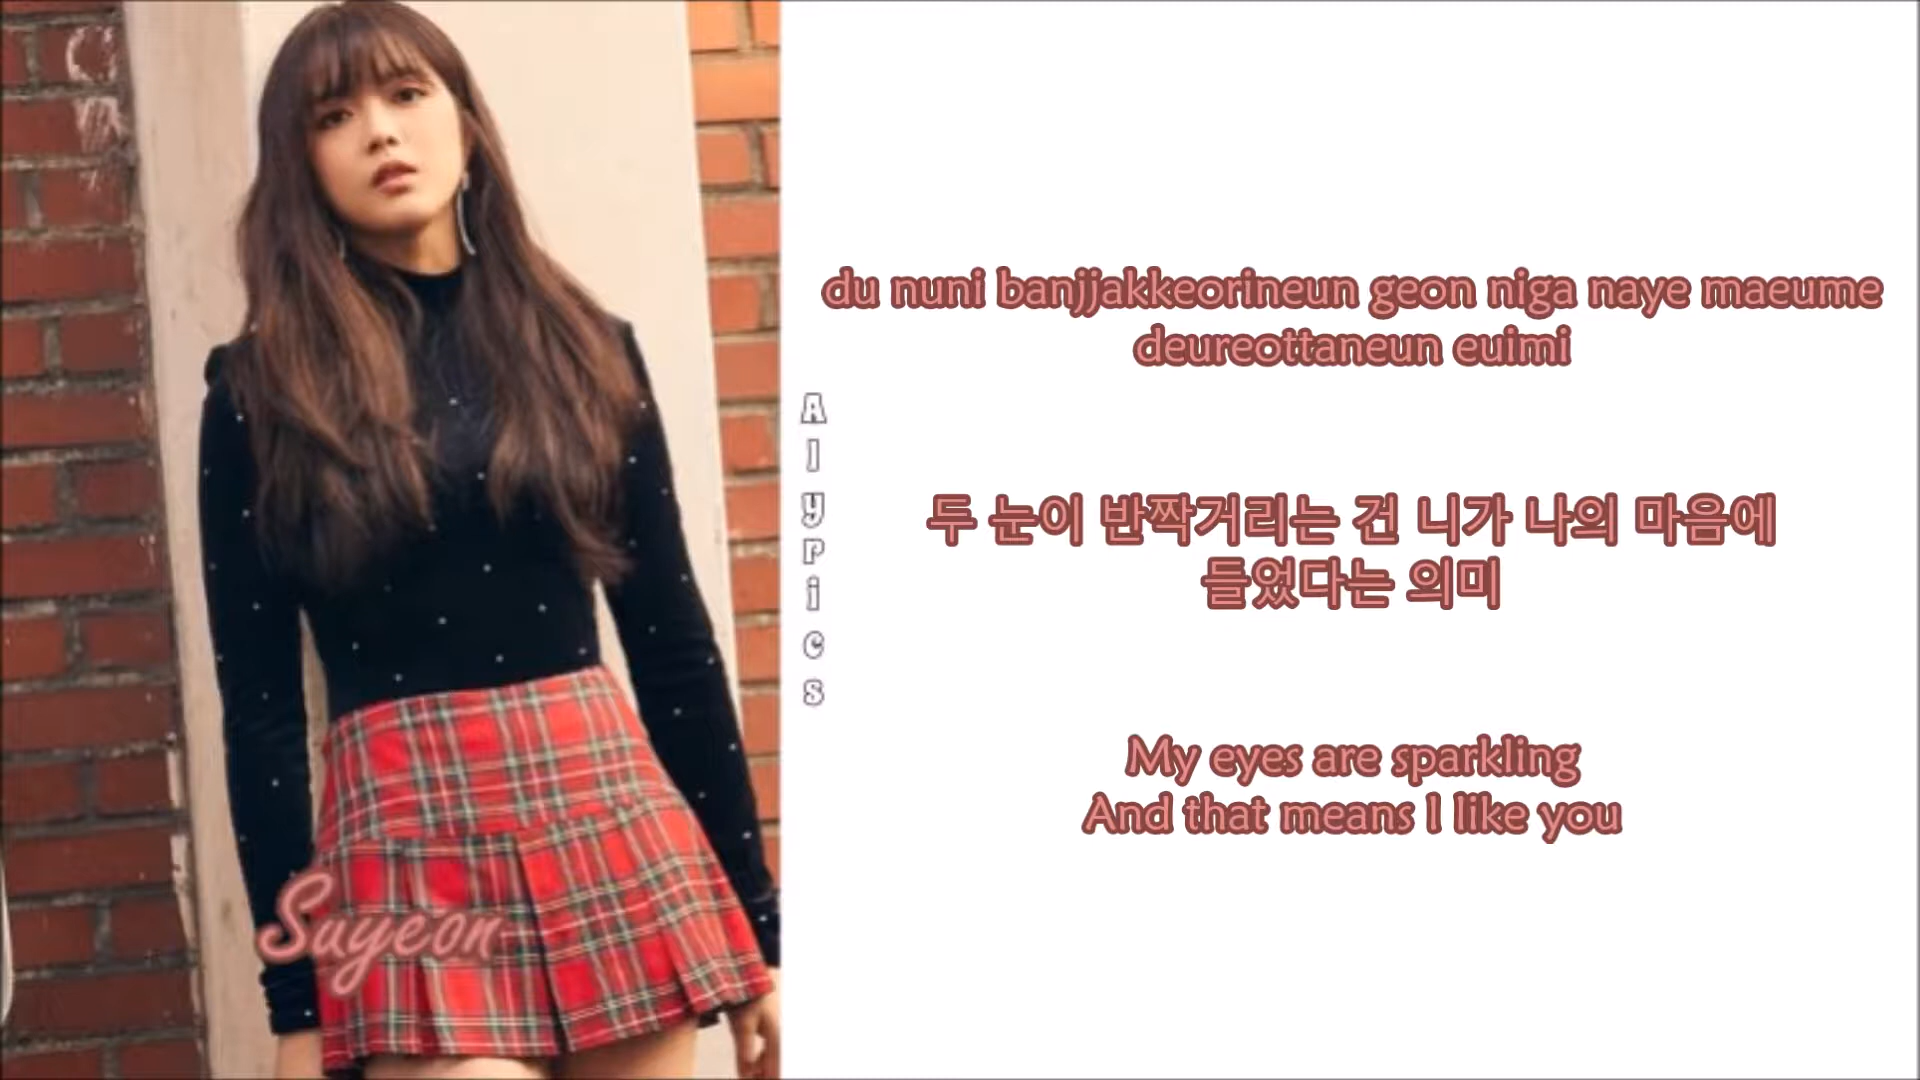 du nuni banjjakkeorineun geon niga naye maeume
deureottaneun euimi
두 눈이 반짝거리는 건 니가 나의 마음에
들었다는 의미
My eyes are sparkling
And that means I like you
Alypics
Suyeon